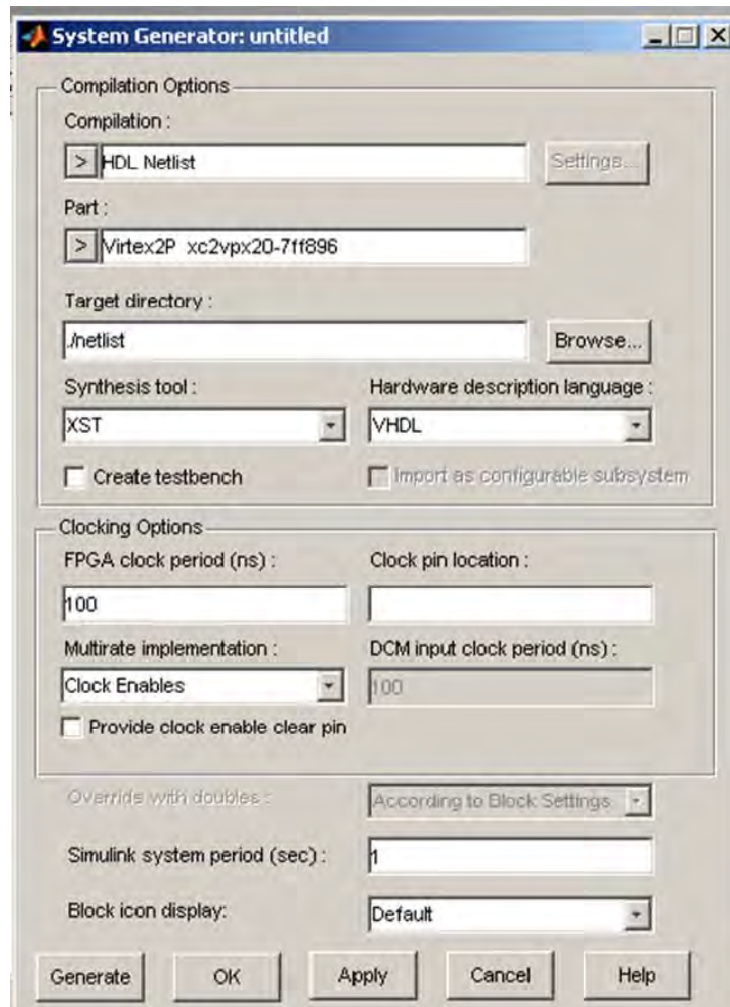 System Generator: untitled
Compilation Options
Compilation :
> HDL Netlist Settings...
Part :
> Virtex2P xc2vpx20-7ff896
Target directory :
./netlist Browse...
Synthesis tool : Hardware description language :
XST VHDL
Create testbench Import as configurable subsystem
Clocking Options
FPGA clock period (ns) : Clock pin location :
100
Multirate implementation : DCM input clock period (ns) :
Clock Enables 100
Provide clock enable clear pin
Override with doubles : According to Block Settings
Simulink system period (sec) : 1
Block icon display: Default
Generate OK Apply Cancel Help